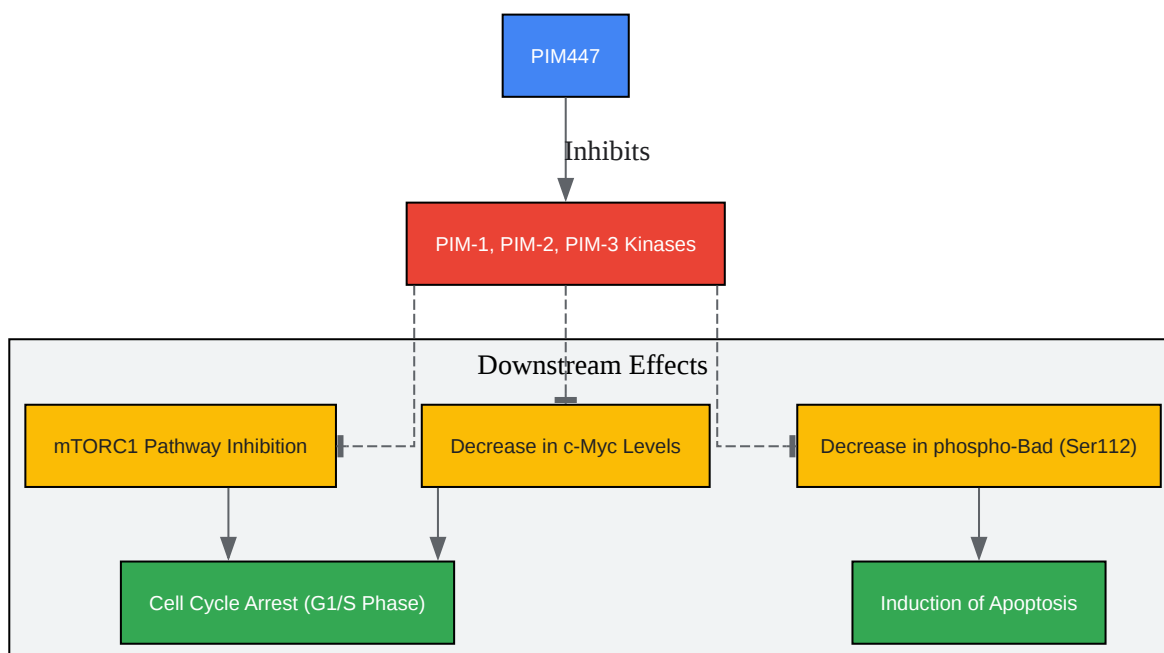 PIM447
Inhibits
PIM-1, PIM-2, PIM-3 Kinases
Downstream Effects
mTORC1 Pathway Inhibition
Decrease in c-Myc Levels
Decrease in phospho-Bad (Ser112)
Cell Cycle Arrest (G1/S Phase)
Induction of Apoptosis